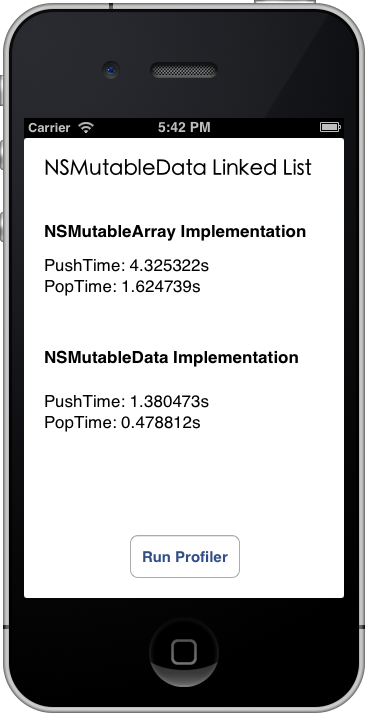 Carrier 5:42 PM
NSMutableData Linked List
NSMutableArray Implementation
PushTime: 4.325322s
PopTime: 1.624739s
NSMutableData Implementation
PushTime: 1.380473s
PopTime: 0.478812s
Run Profiler